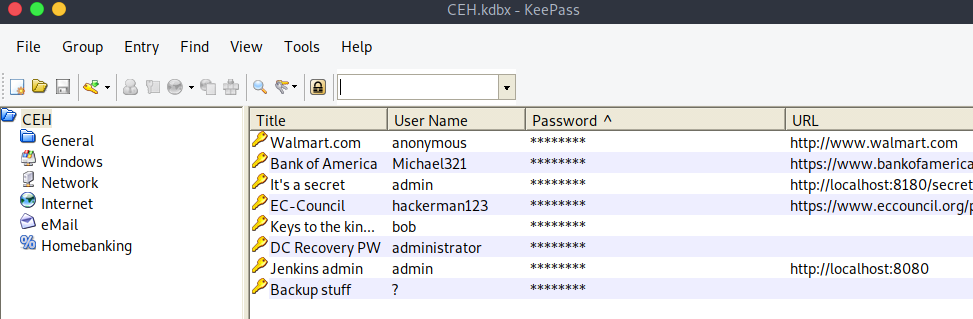 CEH.kdbx - KeePass
File Group Entry Find View Tools Help
CEH
General
Windows
Network
Internet
eMail
Homebanking
Title User Name Password ^ URL
Walmart.com anonymous ******** http://www.walmart.com
Bank of America Michael321 ******** https://www.bankofamerica
It's a secret admin ******** http://localhost:8180/secret
EC-Council hackerman123 ******** https://www.eccouncil.org/p
Keys to the kin... bob ********
DC Recovery PW administrator ********
Jenkins admin admin ******** http://localhost:8080
Backup stuff ? ********